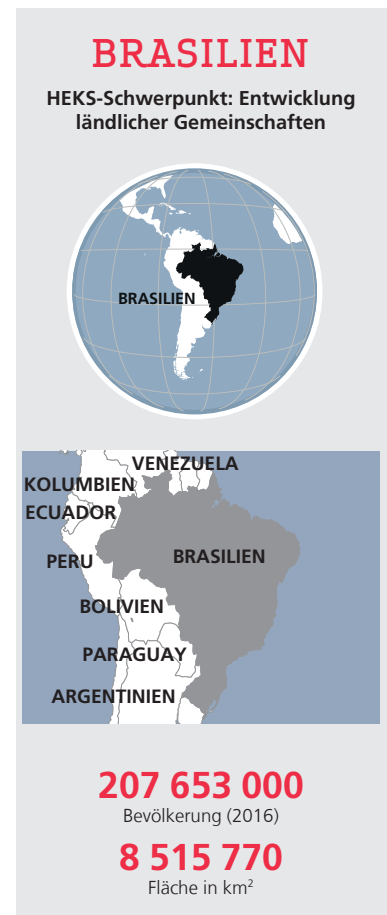 BRASILIEN
HEKS-Schwerpunkt: Entwicklung
ländlicher Gemeinschaften
BRASILIEN
VENEZUELA
KOLUMBIEN
ECUADOR
BRASILIEN
PERU
BOLIVIEN
PARAGUAY
ARGENTINIEN
207 653 000
Bevölkerung (2016)
8 515 770
Fläche in km²